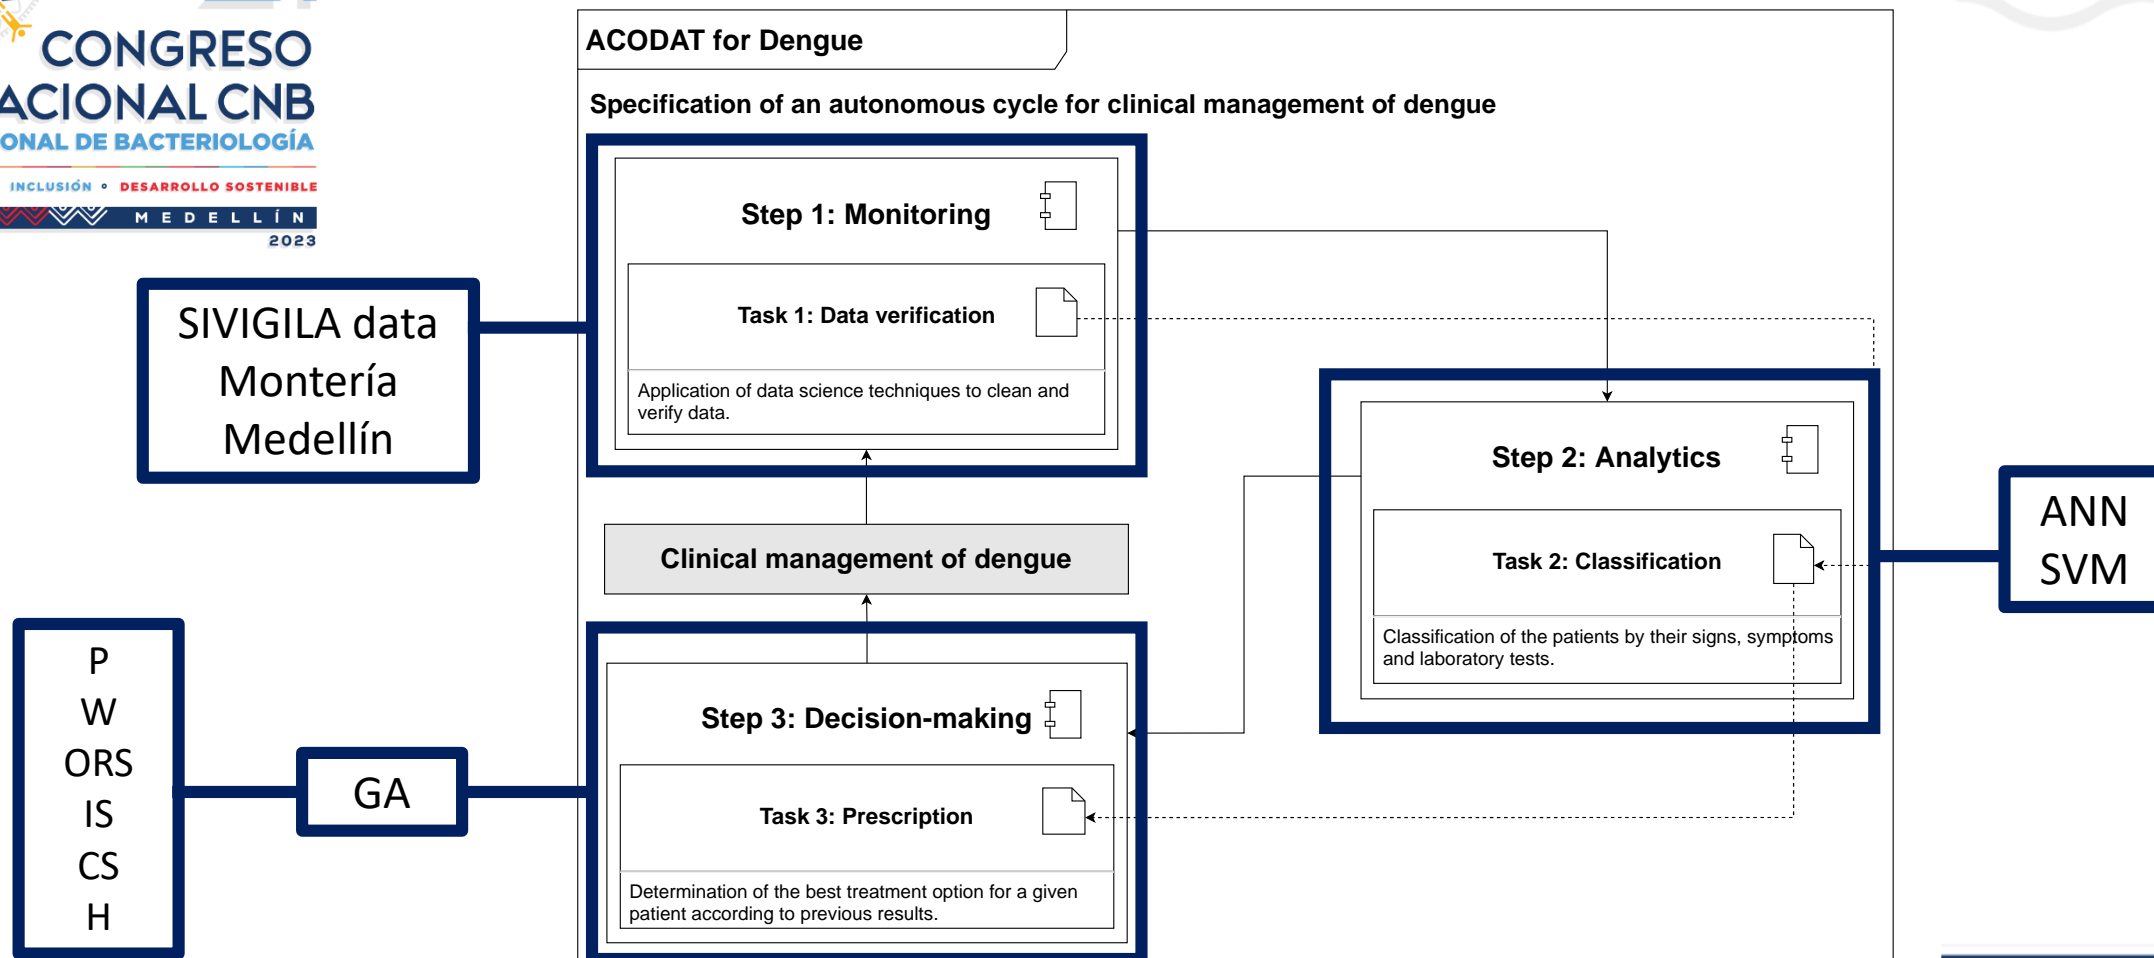 CONGRESO
ACIONAL CNB
ONAL DE BACTERIOLOGÍA
INCLUSIÓN • DESARROLLO SOSTENIBLE
MEDELLÍN
2023
ACODAT for Dengue
Specification of an autonomous cycle for clinical management of dengue
Step 1: Monitoring
Task 1: Data verification
Application of data science techniques to clean and
verify data.
SIVIGILA data
Montería
Medellín
Step 2: Analytics
Task 2: Classification
Classification of the patients by their signs, symptoms
and laboratory tests.
ANN
SVM
Clinical management of dengue
Step 3: Decision-making
Task 3: Prescription
Determination of the best treatment option for a given
patient according to previous results.
GA
P
W
ORS
IS
CS
H